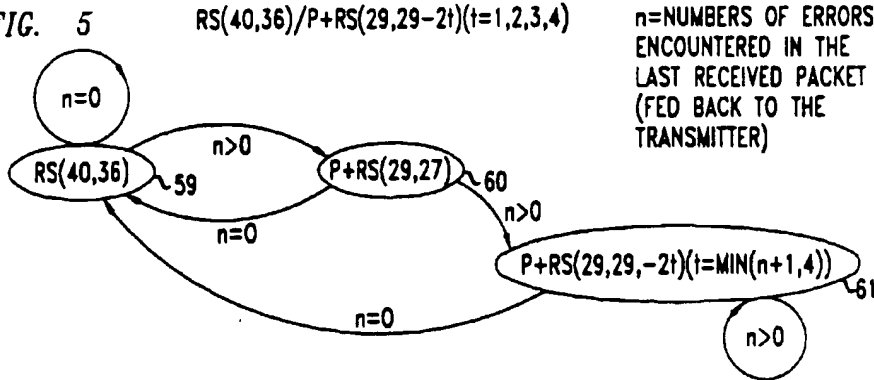 FIG. 5
RS(40,36)/P+RS(29,29-2t)(t=1,2,3,4)
n=NUMBERS OF ERRORS
ENCOUNTERED IN THE
LAST RECEIVED PACKET
(FED BACK TO THE
TRANSMITTER)
n=0
n>0
RS(40,36)
59
P+RS(29,27)
60
n=0
n>0
P+RS(29,29,-2t)(t=MIN(n+1,4))
61
n=0
n>0